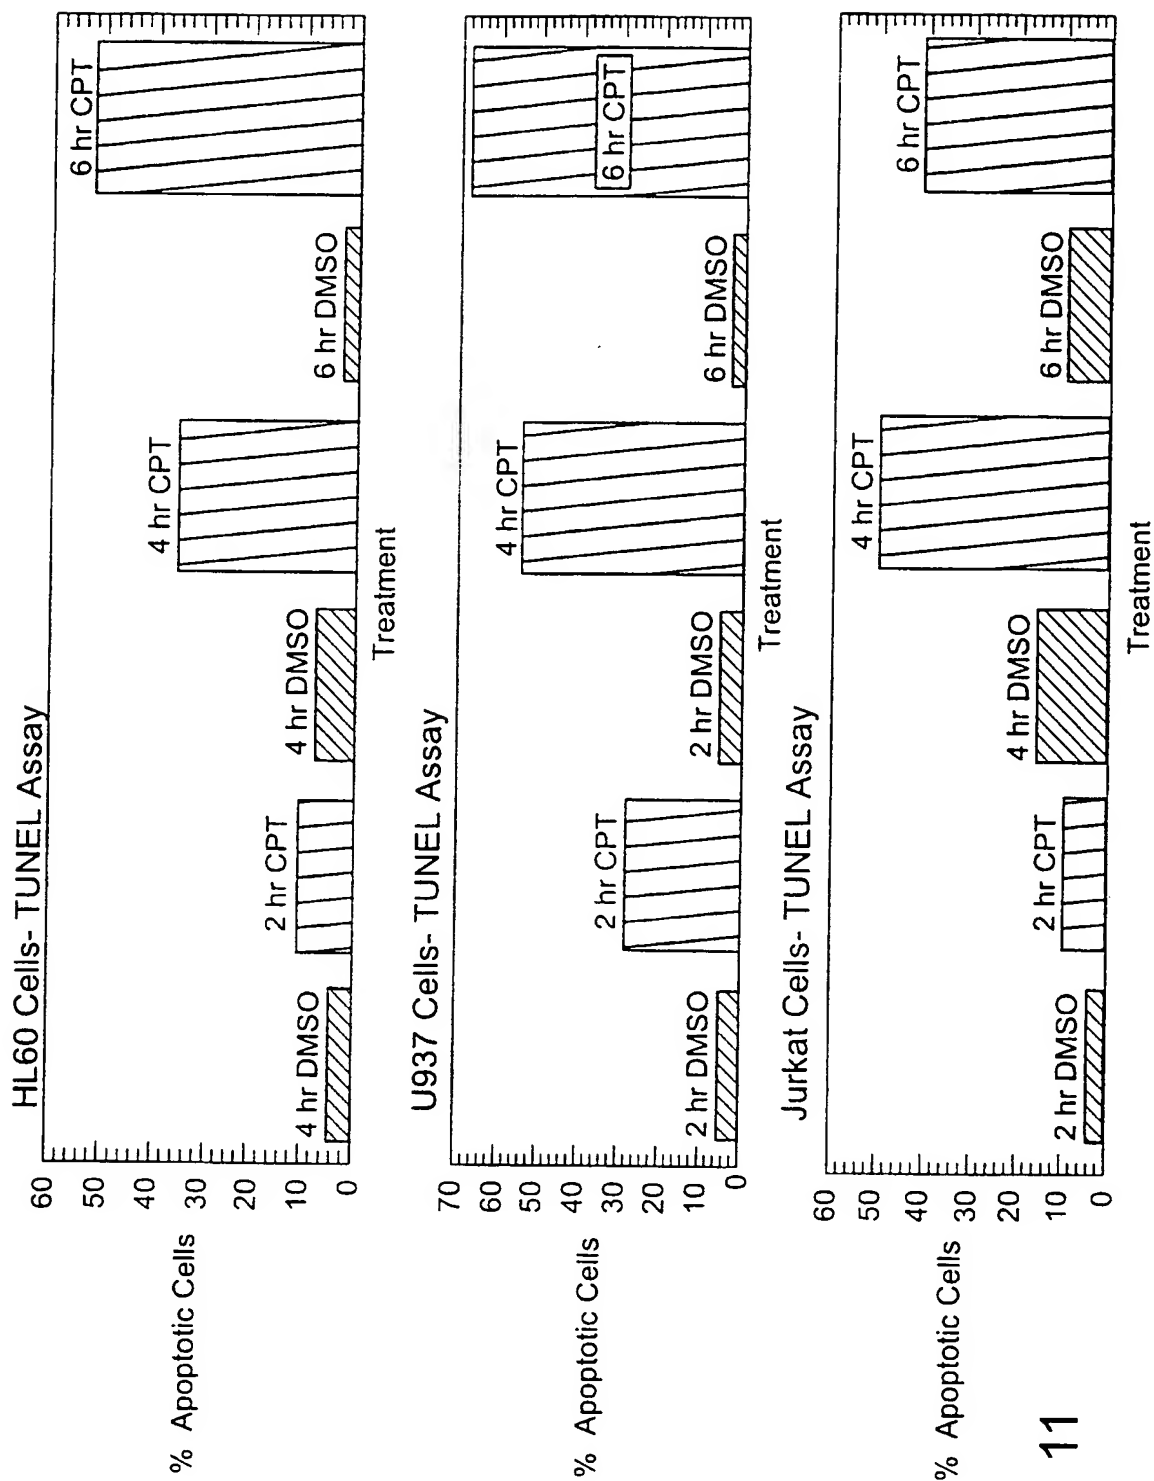 HL60 Cells- TUNEL Assay
% Apoptotic Cells
60
50
40
30
20
10
0
4 hr DMSO
2 hr CPT
4 hr DMSO
4 hr CPT
6 hr DMSO
6 hr CPT
Treatment
U937 Cells- TUNEL Assay
% Apoptotic Cells
70
60
50
40
30
20
10
0
2 hr DMSO
2 hr CPT
2 hr DMSO
4 hr CPT
6 hr DMSO
6 hr CPT
Treatment
Jurkat Cells- TUNEL Assay
% Apoptotic Cells
60
50
40
30
20
10
0
2 hr DMSO
2 hr CPT
4 hr DMSO
4 hr CPT
6 hr DMSO
6 hr CPT
Treatment
11